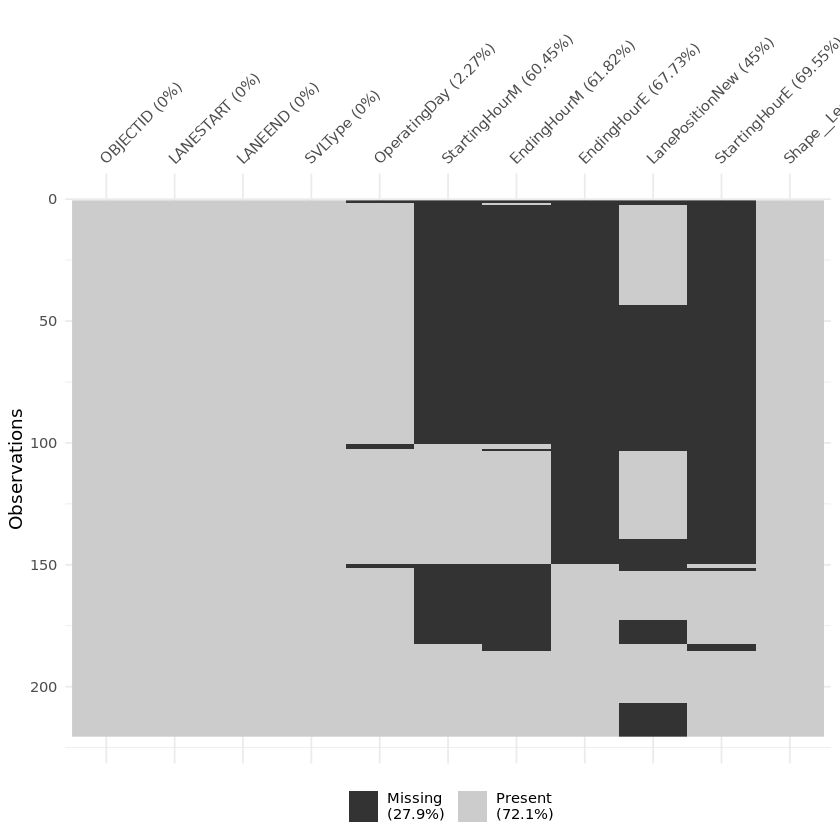 OBJECTID (0%)
LANESTART (0%)
LANEEND (0%)
SVLType (0%)
OperatingDay (2.27%)
StartingHourM (60.45%)
EndingHourM (61.82%)
EndingHourE (67.73%)
LanePositionNew (45%)
StartingHourE (69.55%)
Shape_Le
0
50
100
150
200
Observations
Missing
(27.9%)
Present
(72.1%)